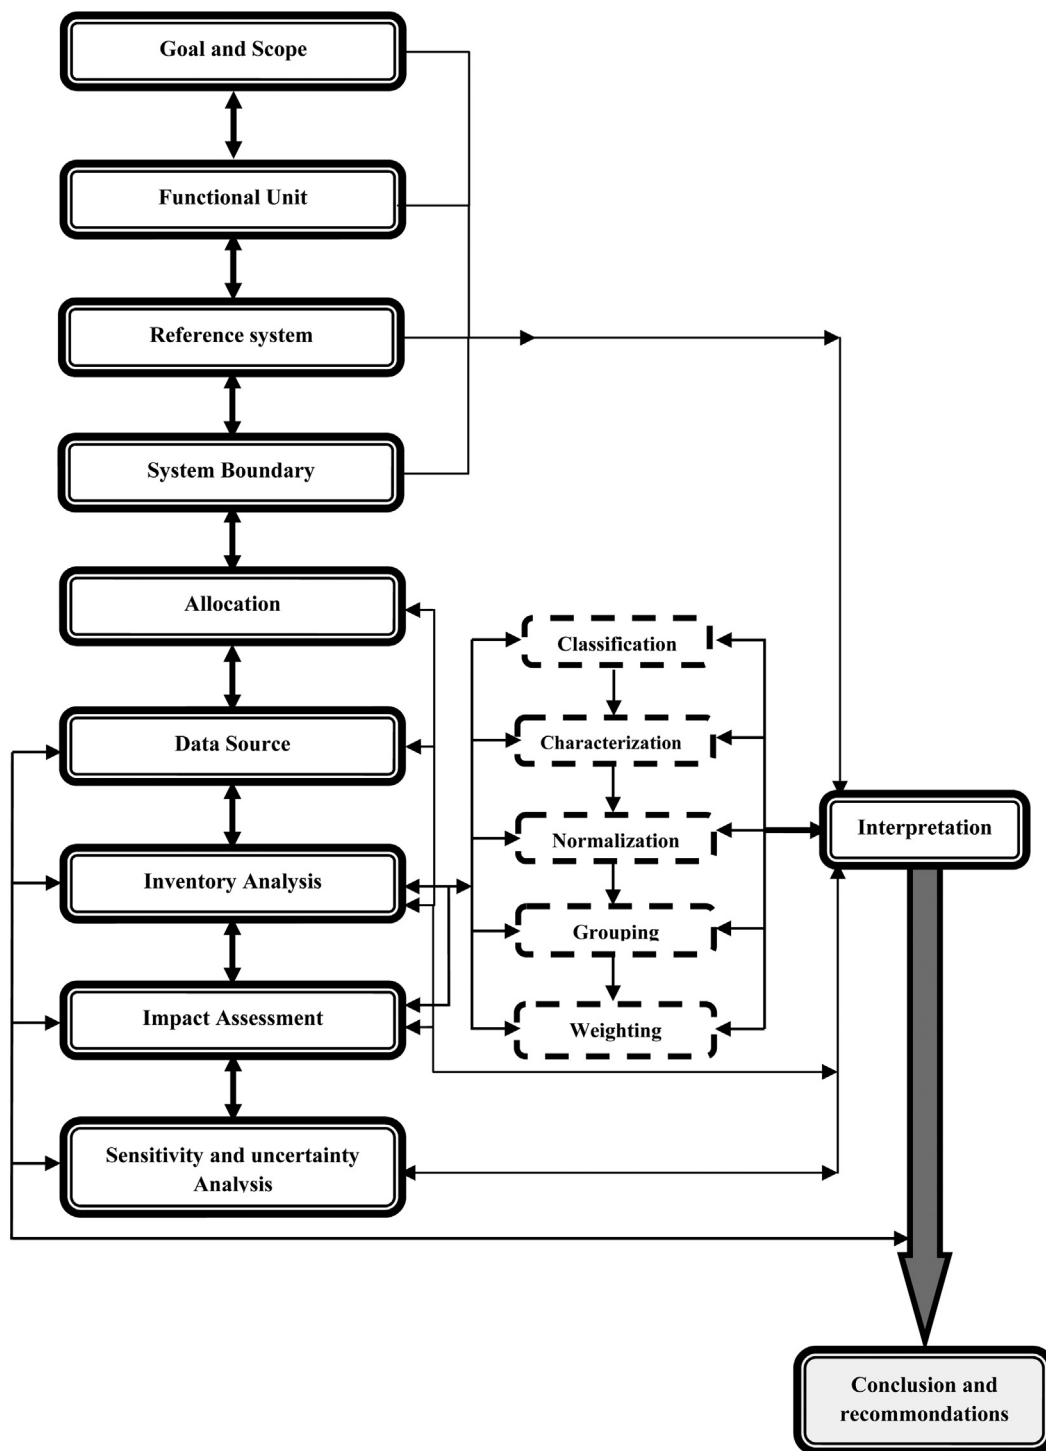 Goal and Scope
Functional Unit
Reference system
System Boundary
Allocation
Data Source
Inventory Analysis
Impact Assessment
Sensitivity and uncertainty
Analysis
Classification
Characterization
Normalization
Grouping
Weighting
Interpretation
Conclusion and
recommondations